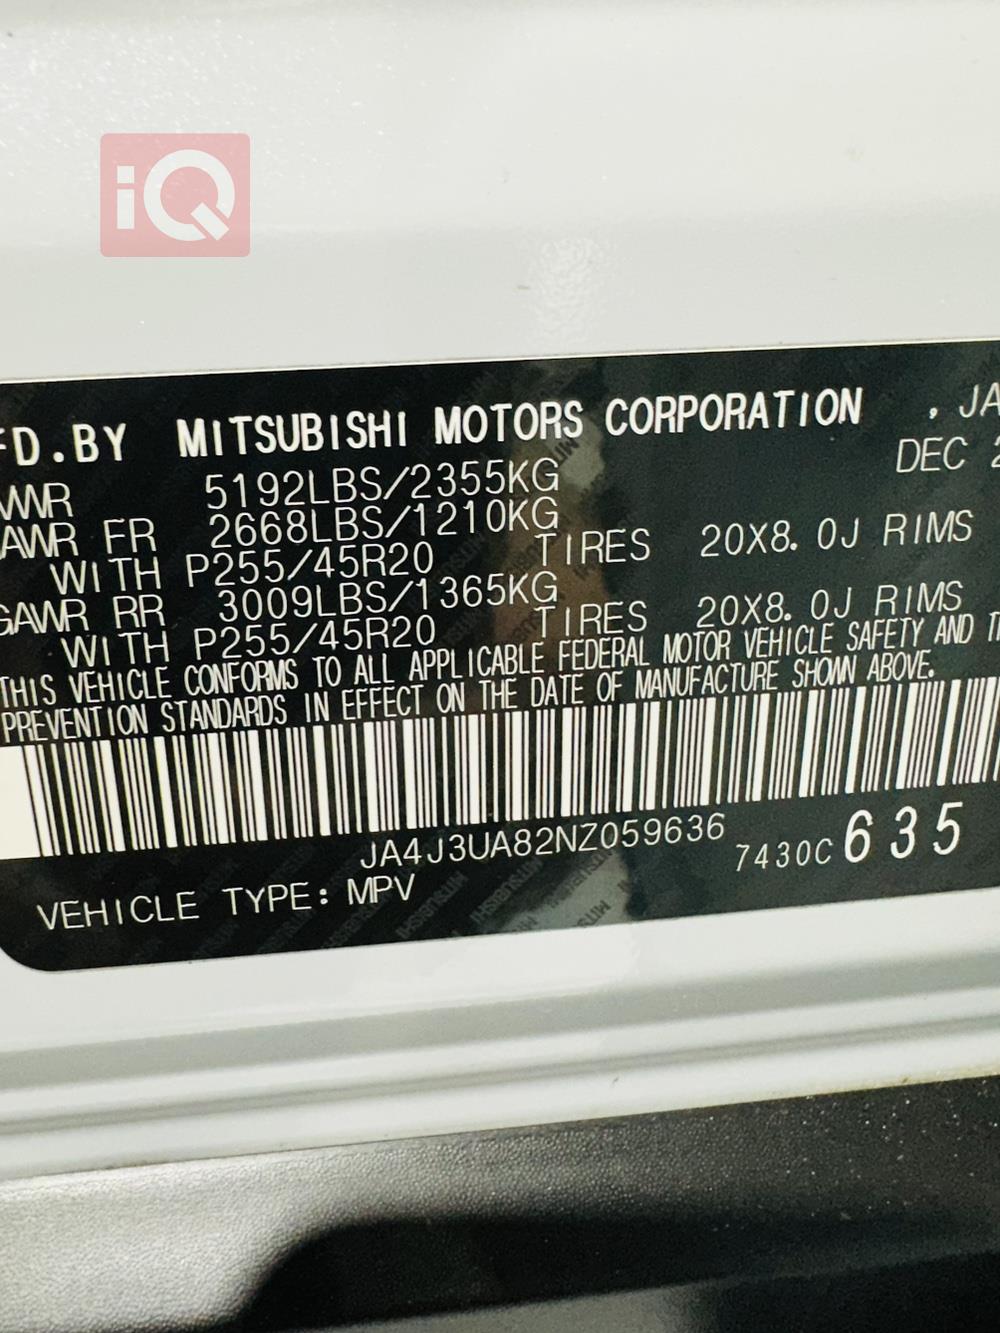 iQ
FD.BY MITSUBISHI MOTORS CORPORATION , JA
DEC 2
WWR 5192LBS/2355KG
AWR FR 2668LBS/1210KG
WITH P255/45R20 TIRES 20X8.0J RIMS
GAWR RR 3009LBS/1365KG
WITH P255/45R20 TIRES 20X8.0J RIMS
THIS VEHICLE CONFORMS TO ALL APPLICABLE FEDERAL MOTOR VEHICLE SAFETY AND T
PREVENTION STANDARDS IN EFFECT ON THE DATE OF MANUFACTURE SHOWN ABOVE.
JA4J3UA82NZ059636 7430C 635
VEHICLE TYPE: MPV